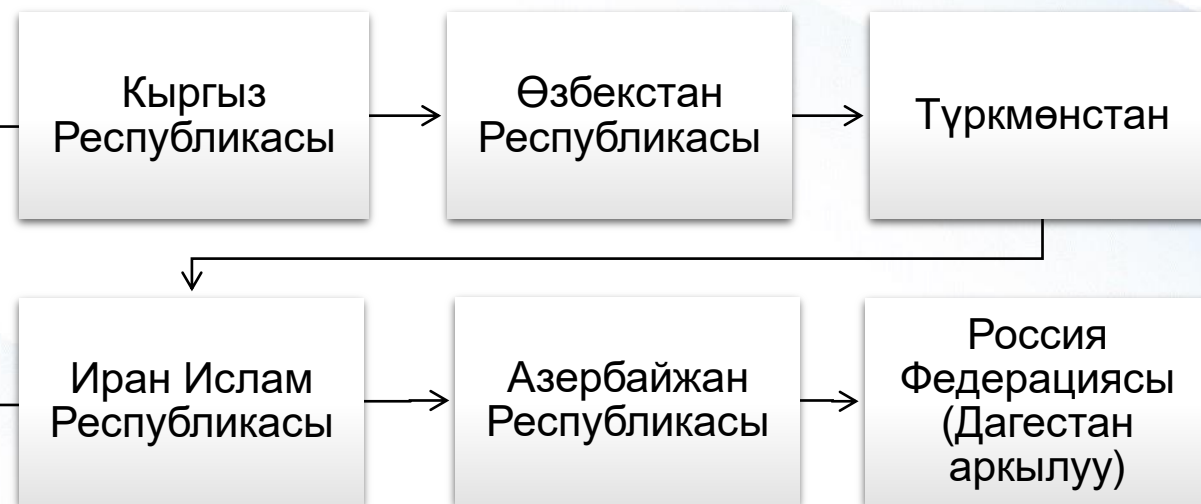 Кыргыз
Республикасы
Өзбекстан
Республикасы
Түркмөнстан
Иран Ислам
Республикасы
Азербайжан
Республикасы
Россия
Федерациясы
(Дагестан
аркылуу)